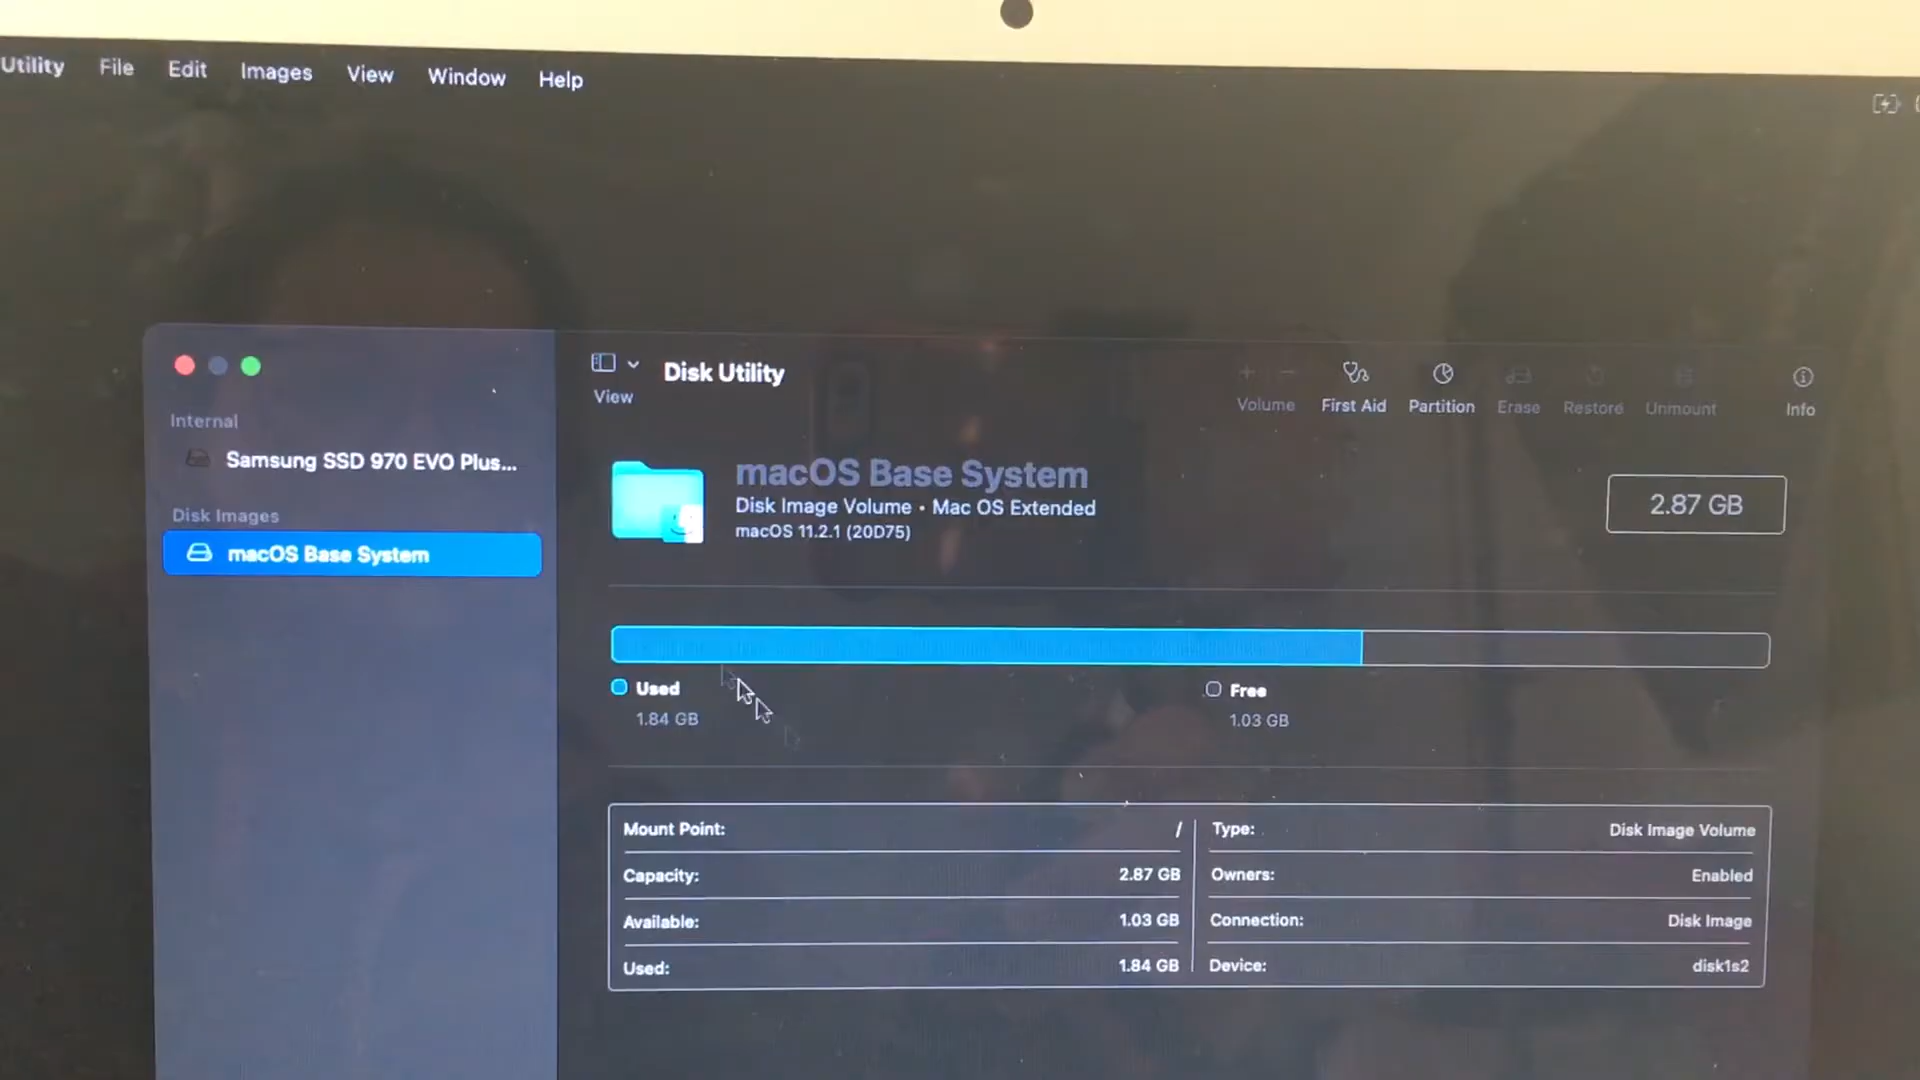 Utility File Edit Images View Window Help
View
Disk Utility
Volume First Aid Partition Erase Restore Unmount Info
Internal
Samsung SSD 970 EVO Plus...
Disk Images
macOS Base System
macOS Base System
Disk Image Volume • Mac OS Extended
macOS 11.2.1 (20D75)
2.87 GB
Used
1.84 GB
Free
1.03 GB
Mount Point: /
Capacity: 2.87 GB
Available: 1.03 GB
Used: 1.84 GB
Type: Disk Image Volume
Owners: Enabled
Connection: Disk Image
Device: disk1s2